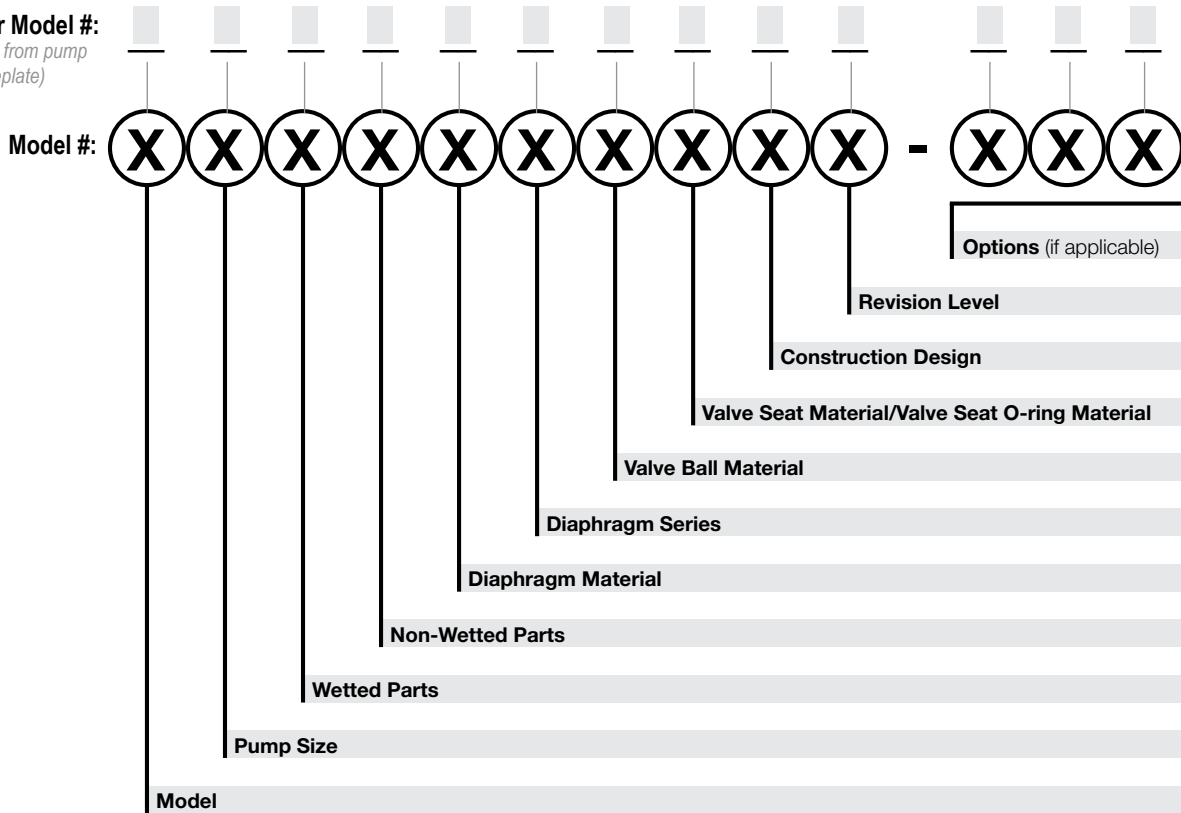 r Model #:
from pump
plate)
Model #: X X X X X X X X X X - X X X
Options (if applicable)
Revision Level
Construction Design
Valve Seat Material/Valve Seat O-ring Material
Valve Ball Material
Diaphragm Series
Diaphragm Material
Non-Wetted Parts
Wetted Parts
Pump Size
Model